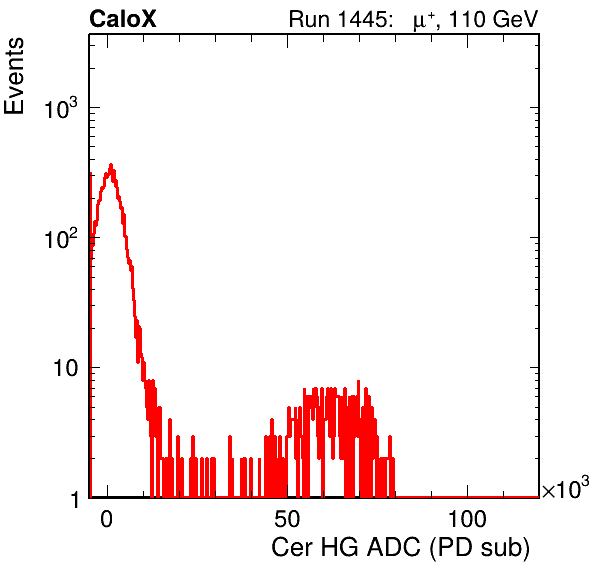 CaloX Run 1445: μ⁺, 110 GeV
Events
10³
10²
10
1
0 50 100 ×10³
Cer HG ADC (PD sub)